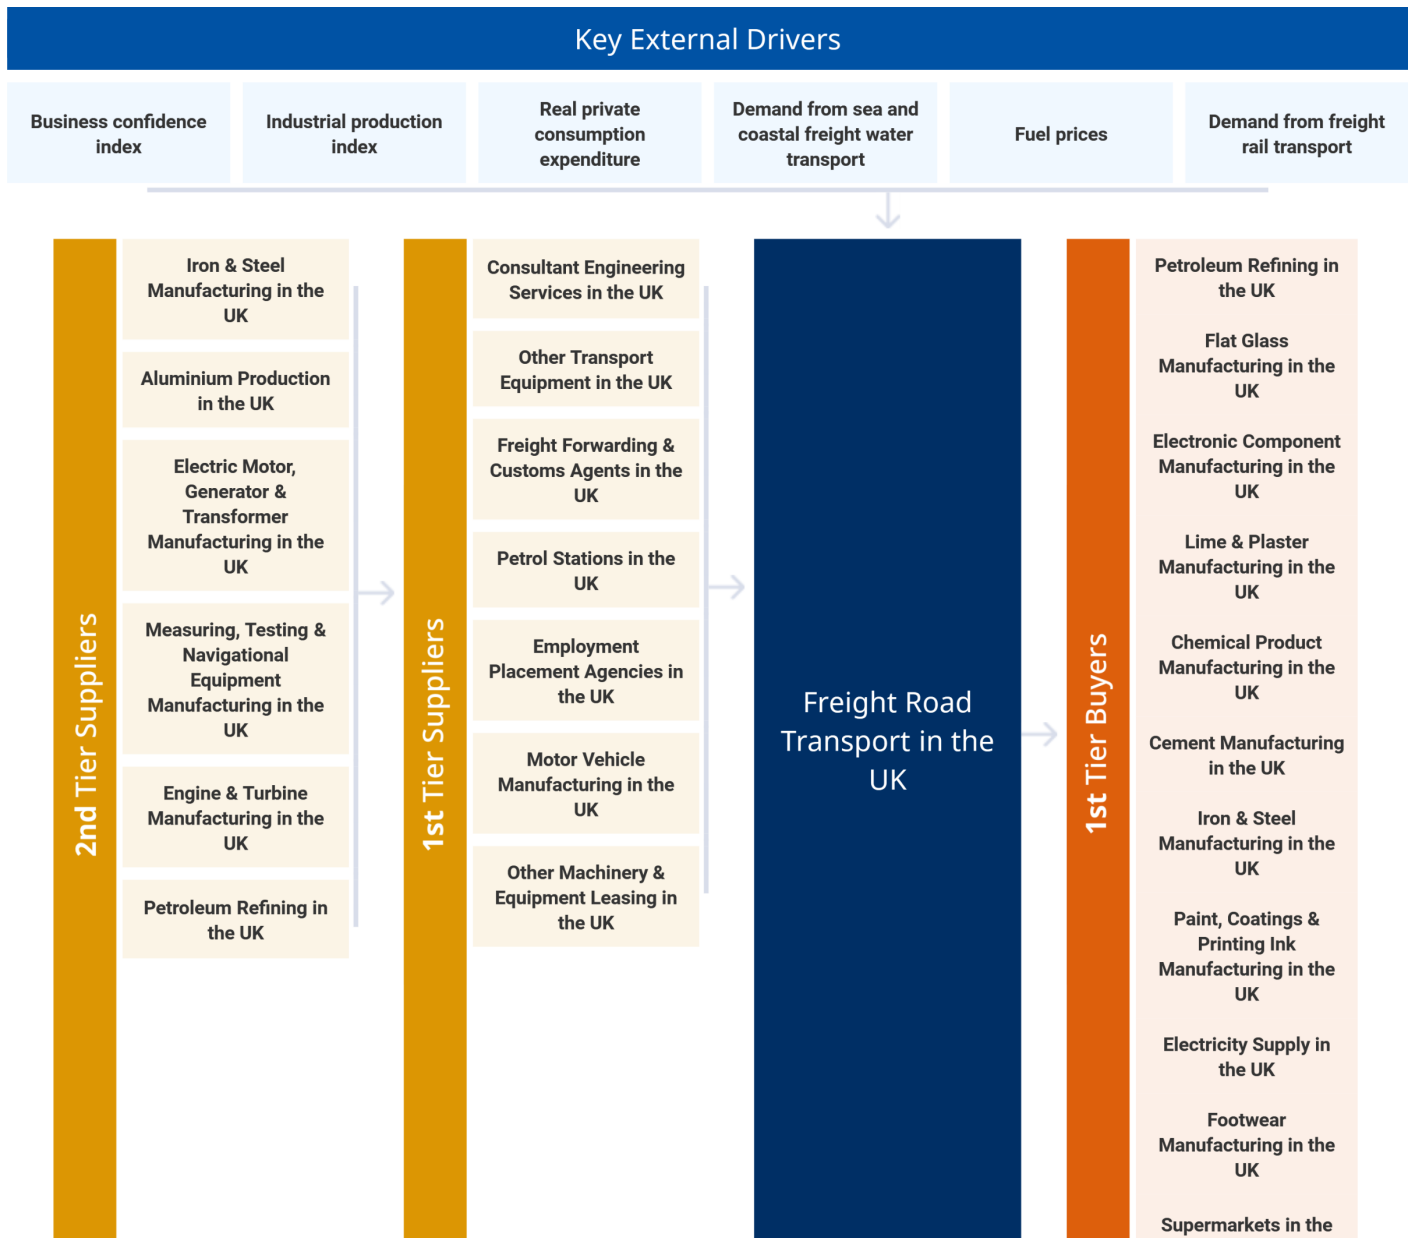 Key External Drivers
Business confidence
index
Industrial production
index
Real private
consumption
expenditure
Demand from sea and
coastal freight water
transport
Fuel prices
Demand from freight
rail transport
2nd Tier Suppliers
Iron & Steel
Manufacturing in the
UK
Aluminium Production
in the UK
Electric Motor,
Generator &
Transformer
Manufacturing in the
UK
Measuring, Testing &
Navigational
Equipment
Manufacturing in the
UK
Engine & Turbine
Manufacturing in the
UK
Petroleum Refining in
the UK
1st Tier Suppliers
Consultant Engineering
Services in the UK
Other Transport
Equipment in the UK
Freight Forwarding &
Customs Agents in the
UK
Petrol Stations in the
UK
Employment
Placement Agencies in
the UK
Motor Vehicle
Manufacturing in the
UK
Other Machinery &
Equipment Leasing in
the UK
Freight Road
Transport in the
UK
1st Tier Buyers
Petroleum Refining in
the UK
Flat Glass
Manufacturing in the
UK
Electronic Component
Manufacturing in the
UK
Lime & Plaster
Manufacturing in the
UK
Chemical Product
Manufacturing in the
UK
Cement Manufacturing
in the UK
Iron & Steel
Manufacturing in the
UK
Paint, Coatings &
Printing Ink
Manufacturing in the
UK
Electricity Supply in
the UK
Footwear
Manufacturing in the
UK
Supermarkets in the